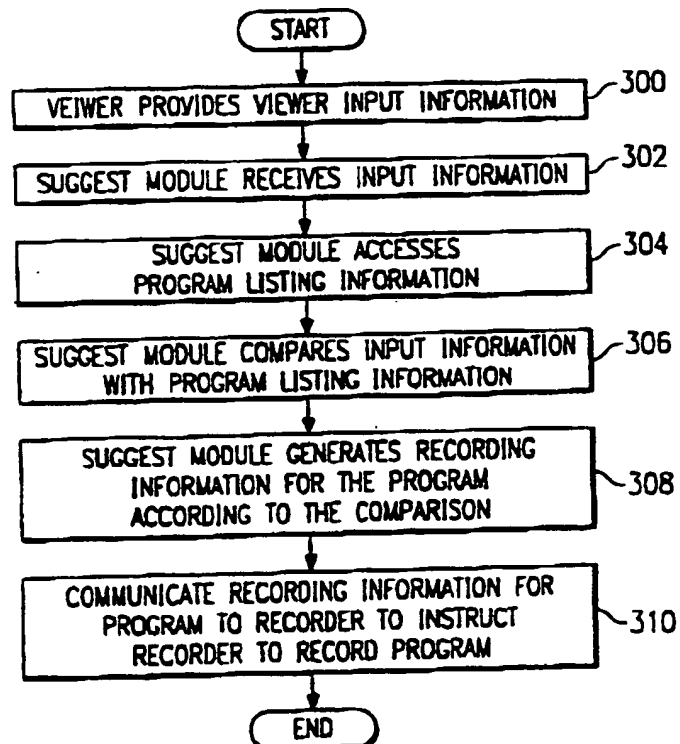 START
VEIWER PROVIDES VIEWER INPUT INFORMATION
300
SUGGEST MODULE RECEIVES INPUT INFORMATION
302
SUGGEST MODULE ACCESSES
PROGRAM LISTING INFORMATION
304
SUGGEST MODULE COMPARES INPUT INFORMATION
WITH PROGRAM LISTING INFORMATION
306
SUGGEST MODULE GENERATES RECORDING
INFORMATION FOR THE PROGRAM
ACCORDING TO THE COMPARISON
308
COMMUNICATE RECORDING INFORMATION FOR
PROGRAM TO RECORDER TO INSTRUCT
RECORDER TO RECORD PROGRAM
310
END